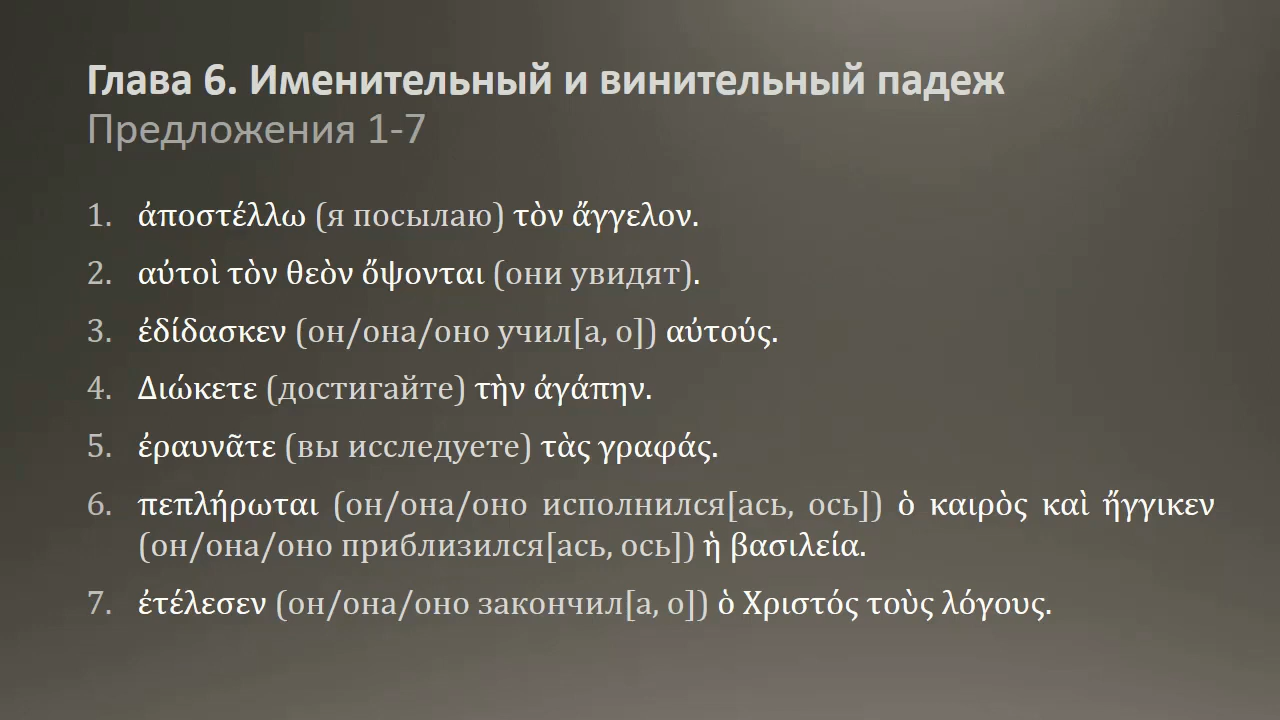 Глава 6. Именительный и винительный падеж
Предложения 1-7
1. ἀποστέλλω (я посылаю) τὸν ἄγγελον.
2. αὐτοὶ τὸν θεὸν ὄψονται (они увидят).
3. ἐδίδασκεν (он/она/оно учил[а, о]) αὐτούς.
4. Διώκετε (достигайте) τὴν ἀγάπην.
5. ἐραυνᾶτε (вы исследуете) τὰς γραφάς.
6. πεπλήρωται (он/она/оно исполнился[ась, ось]) ὁ καιρὸς καὶ ἤγγικεν
(он/она/оно приблизился[ась, ось]) ἡ βασιλεία.
7. ἐτέλεσεν (он/она/оно закончил[а, о]) ὁ Χριστός τοὺς λόγους.